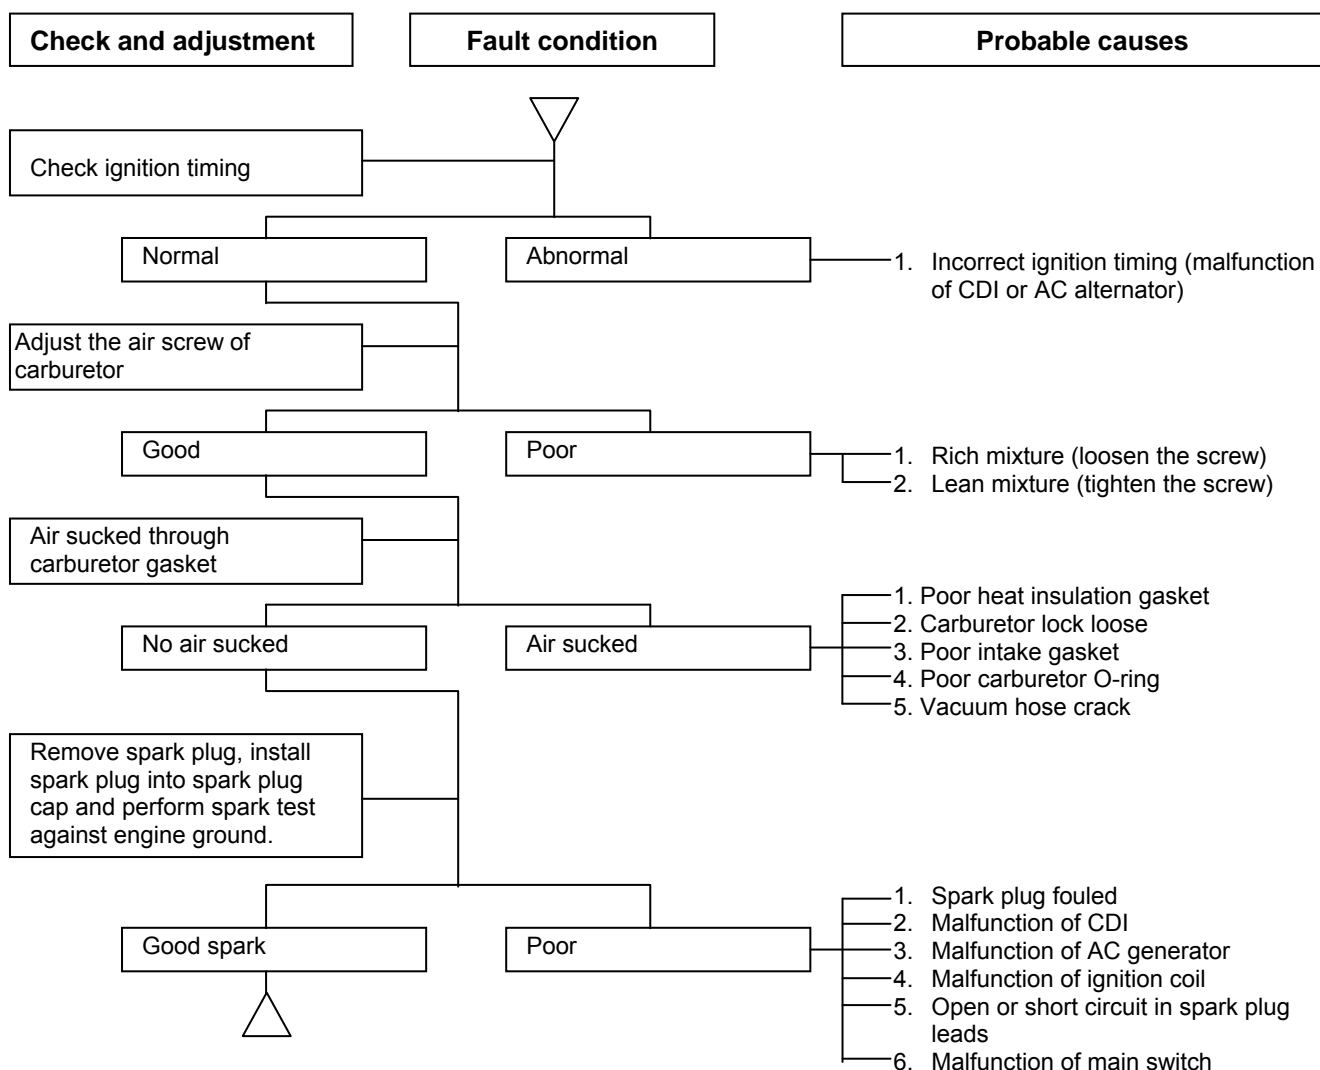 Check and adjustment
Fault condition
Probable causes
Check ignition timing
Normal
Abnormal
1. Incorrect ignition timing (malfunction
of CDI or AC alternator)
Adjust the air screw of
carburetor
Good
Poor
1. Rich mixture (loosen the screw)
2. Lean mixture (tighten the screw)
Air sucked through
carburetor gasket
No air sucked
Air sucked
1. Poor heat insulation gasket
2. Carburetor lock loose
3. Poor intake gasket
4. Poor carburetor O-ring
5. Vacuum hose crack
Remove spark plug, install
spark plug into spark plug
cap and perform spark test
against engine ground.
Good spark
Poor
1. Spark plug fouled
2. Malfunction of CDI
3. Malfunction of AC generator
4. Malfunction of ignition coil
5. Open or short circuit in spark plug
leads
6. Malfunction of main switch